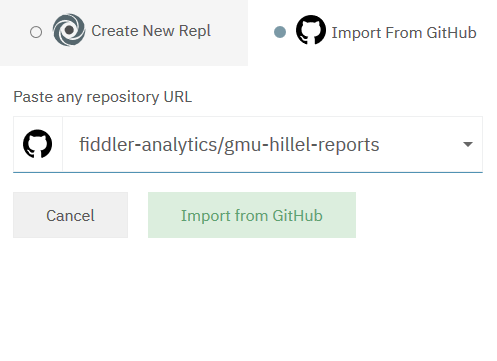 Create New Repl
Import From GitHub
Paste any repository URL
fiddler-analytics/gmu-hillel-reports
Cancel
Import from GitHub